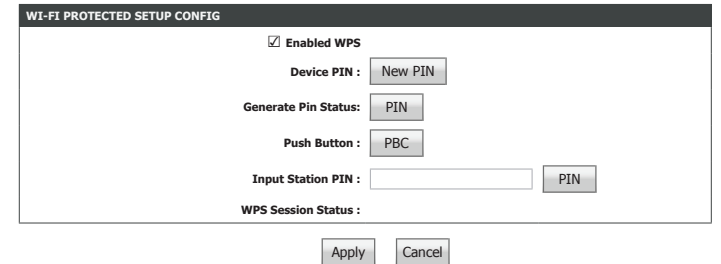 WI-FI PROTECTED SETUP CONFIG
Enabled WPS
Device PIN : New PIN
Generate Pin Status: PIN
Push Button : PBC
Input Station PIN : PIN
WPS Session Status :
Apply Cancel